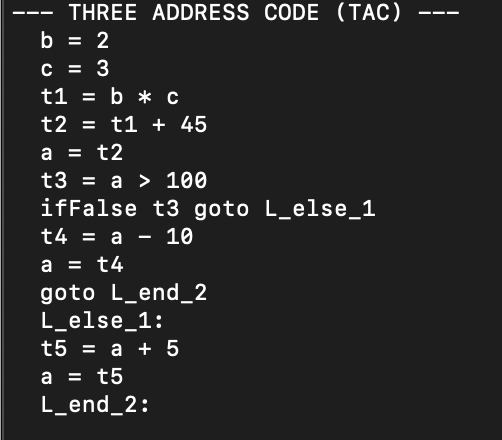 --- THREE ADDRESS CODE (TAC) ---
b = 2
c = 3
t1 = b * c
t2 = t1 + 45
a = t2
t3 = a > 100
ifFalse t3 goto L_else_1
t4 = a - 10
a = t4
goto L_end_2
L_else_1:
t5 = a + 5
a = t5
L_end_2: